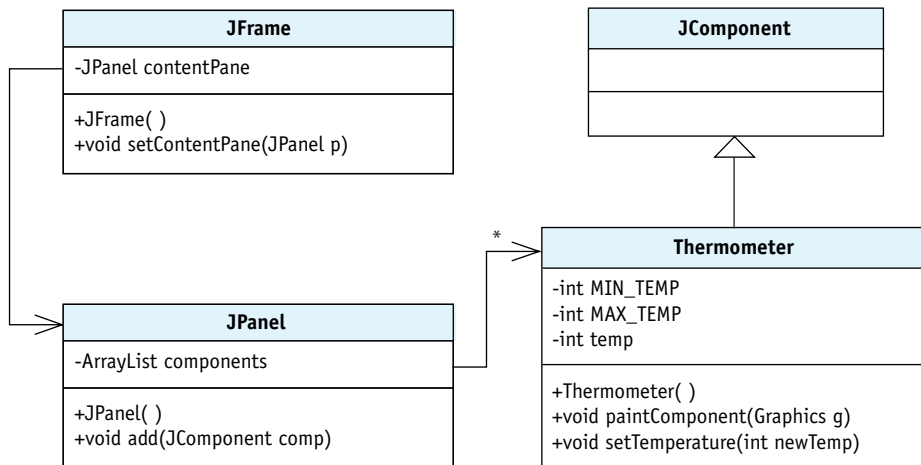 JFrame
-JPanel contentPane
+JFrame( )
+void setContentPane(JPanel p)
JComponent
*
JPanel
-ArrayList components
+JPanel( )
+void add(JComponent comp)
Thermometer
-int MIN_TEMP
-int MAX_TEMP
-int temp
+Thermometer( )
+void paintComponent(Graphics g)
+void setTemperature(int newTemp)